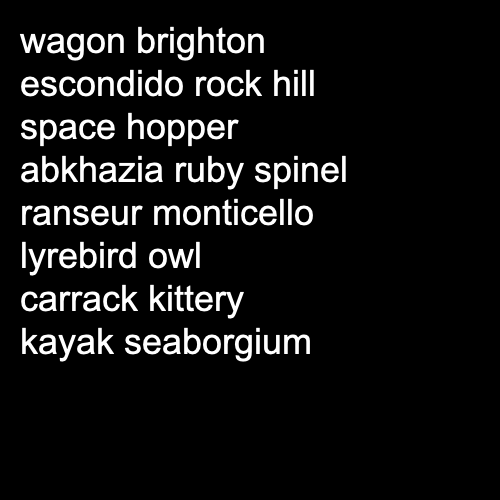 wagon brighton
escondido rock hill
space hopper
abkhazia ruby spinel
ranseur monticello
lyrebird owl
carrack kittery
kayak seaborgium